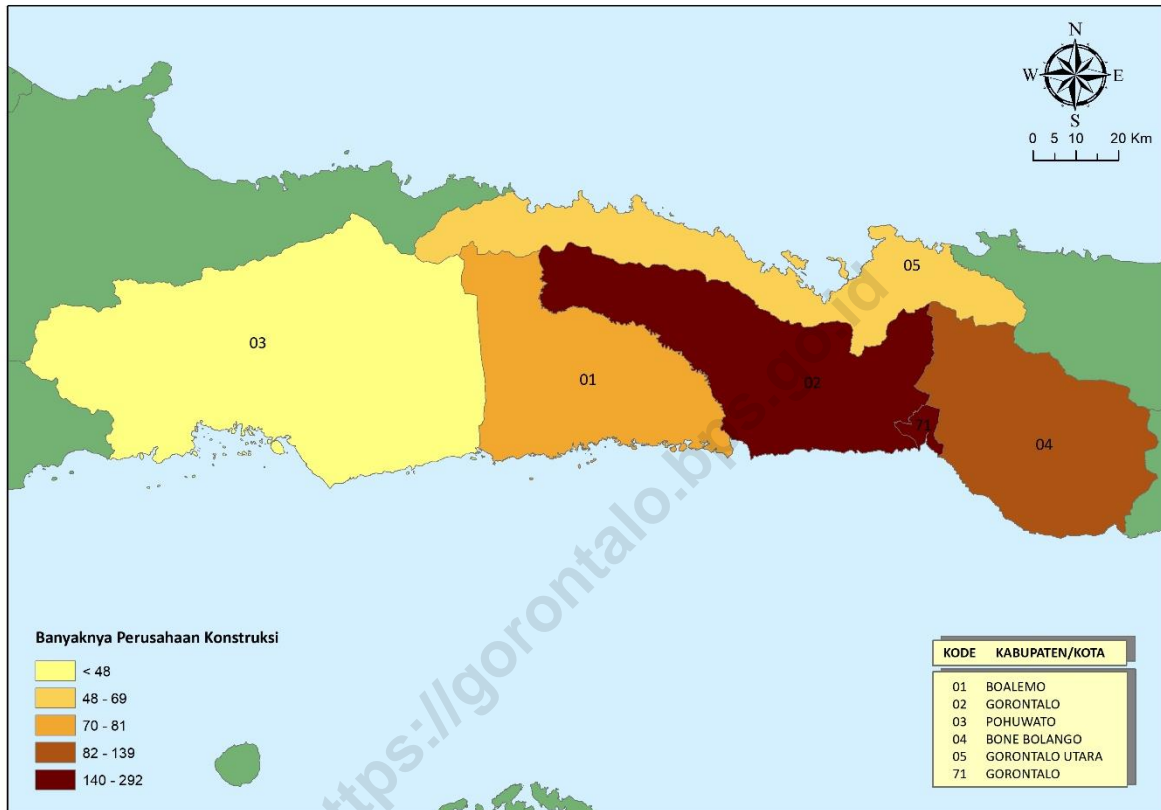 N
W E
S
0 5 10 20 Km
05
03
01
02
71
04
https://gorontalo.bps.go.id
Banyaknya Perusahaan Konstruksi
< 48
48 - 69
70 - 81
82 - 139
140 - 292
KODE KABUPATEN/KOTA
01 BOALEMO
02 GORONTALO
03 POHUWATO
04 BONE BOLANGO
05 GORONTALO UTARA
71 GORONTALO